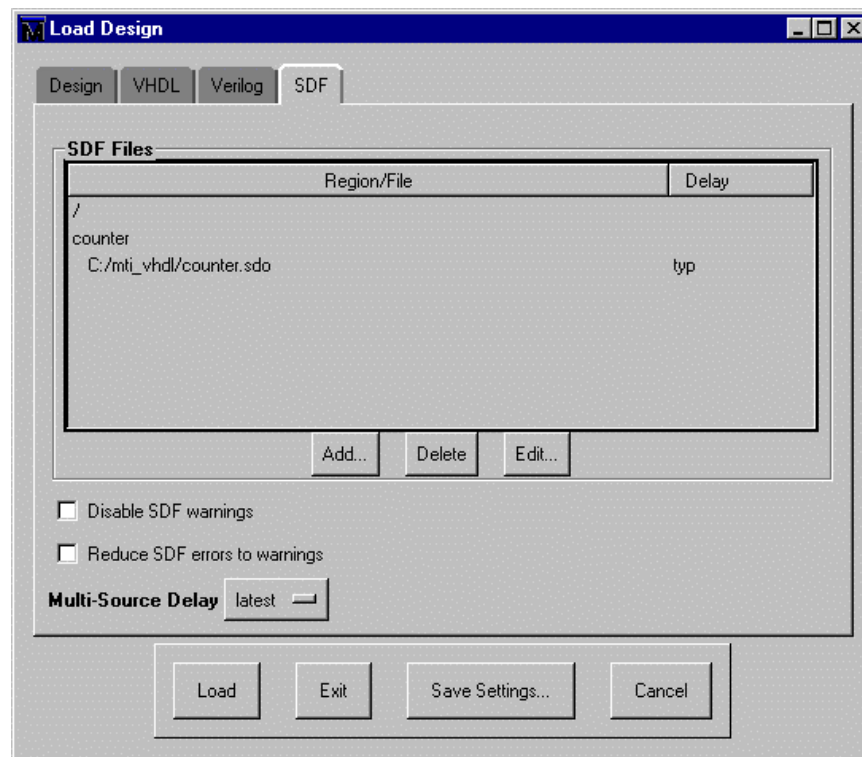 Load Design
Design VHDL Verilog SDF
SDF Files
Region/File Delay
/
counter
C:/mti_vhdl/counter.sdo typ
Add... Delete Edit...
Disable SDF warnings
Reduce SDF errors to warnings
Multi-Source Delay latest
Load Exit Save Settings... Cancel